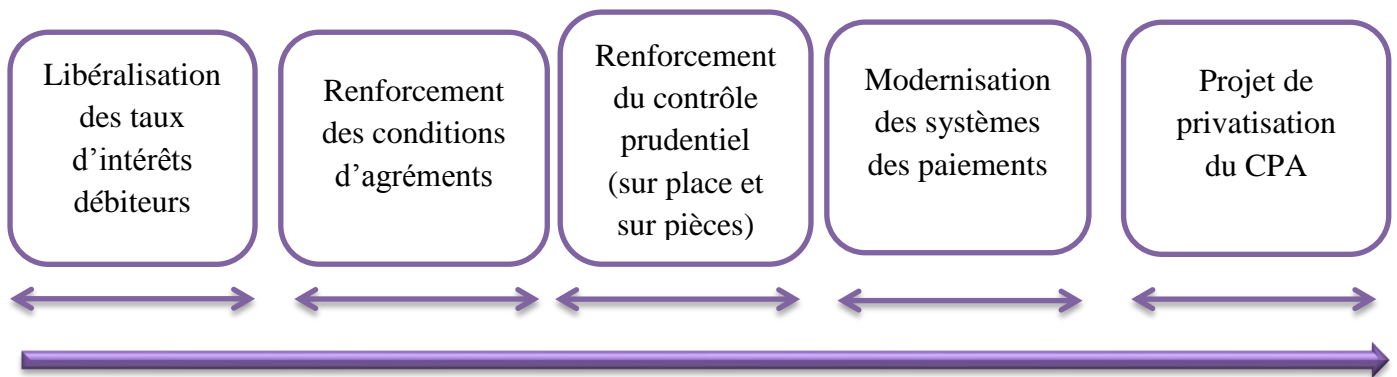 Libéralisation
des taux
d’intérêts
débiteurs
Renforcement
des conditions
d’agréments
Renforcement
du contrôle
prudentiel
(sur place et
sur pièces)
Modernisation
des systèmes
des paiements
Projet de
privatisation
du CPA